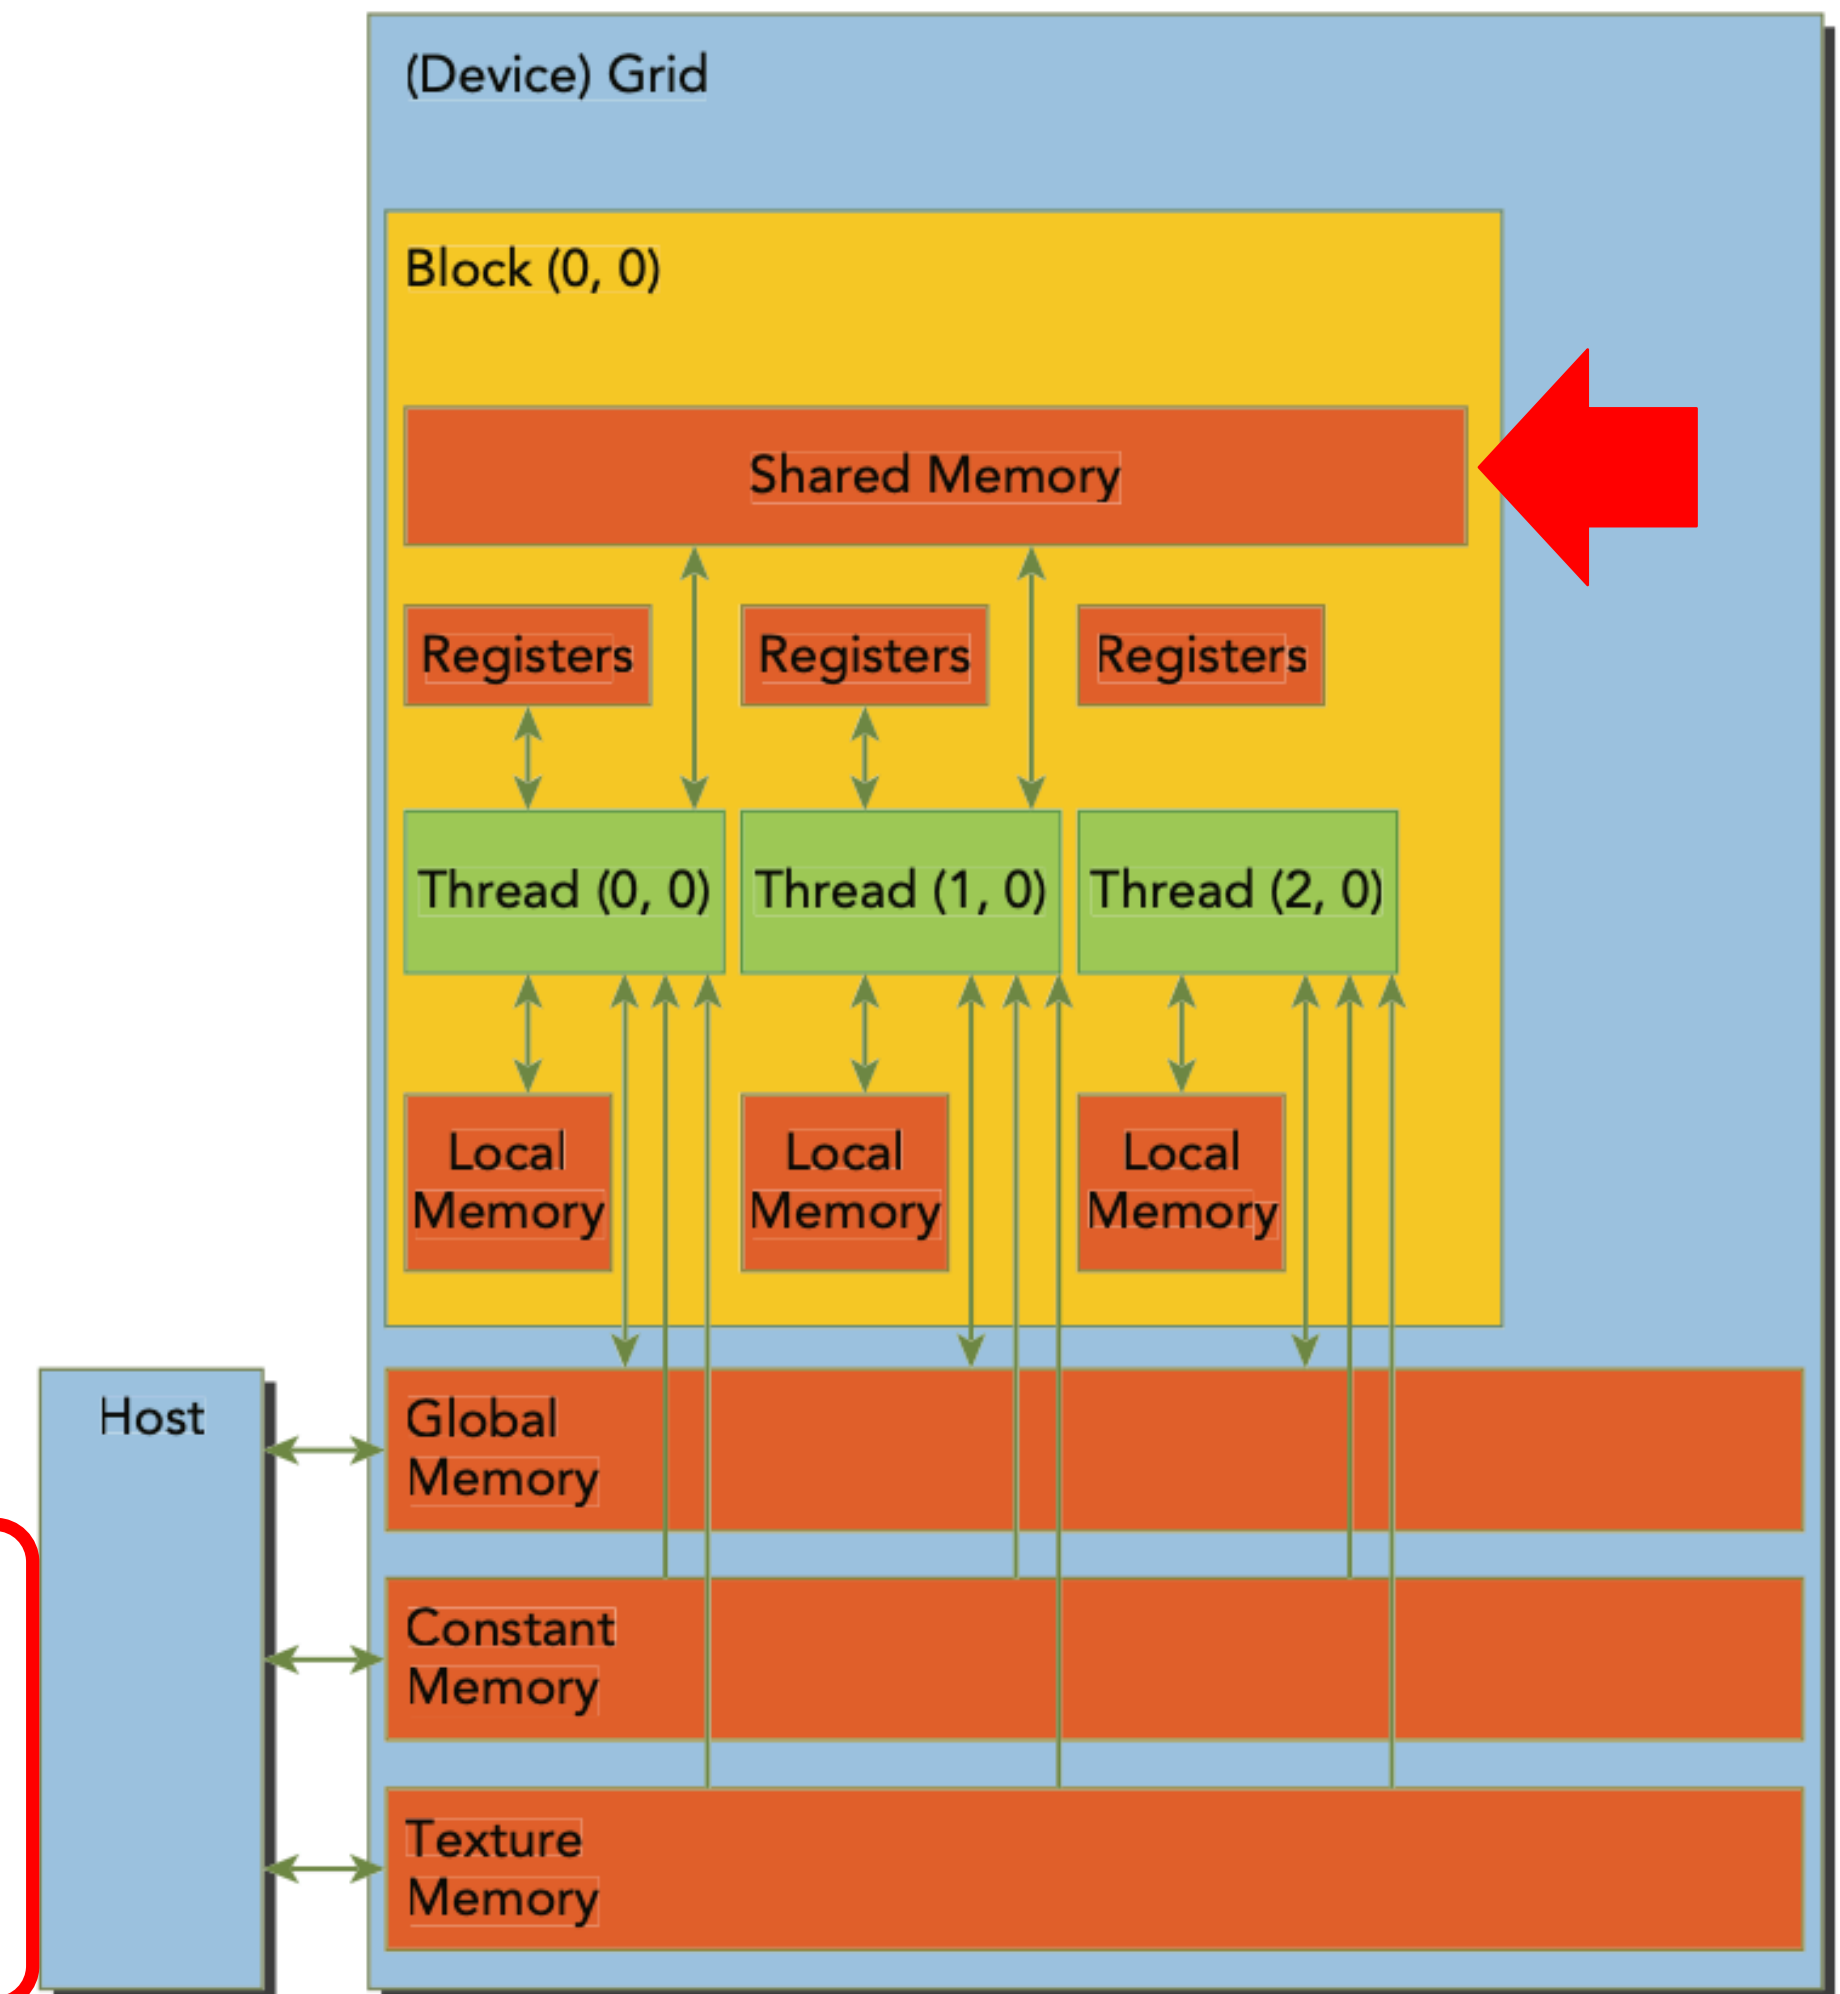 (Device) Grid
Block (0, 0)
Shared Memory
Registers
Registers
Registers
Thread (0, 0)
Thread (1, 0)
Thread (2, 0)
Local
Memory
Local
Memory
Local
Memory
Host
Global
Memory
Constant
Memory
Texture
Memory